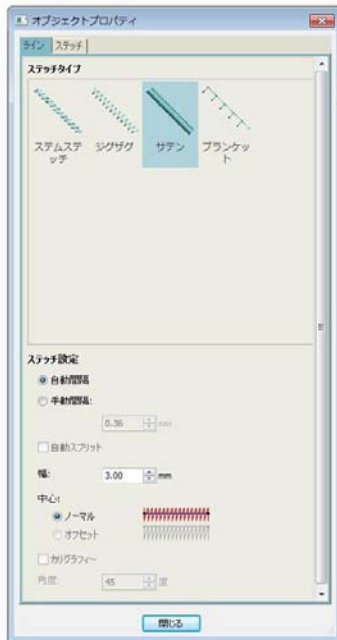 オブジェクトプロパティ
ライン ステッチ
ステッチタイプ
ステムステッチ ジグザグ サテン ブランケット
ステッチ設定
自動間隔
手動間隔:
0.36 mm
自動スプリット
幅: 3.00 mm
中心:
ノーマル
オフセット
カリグラフィー
角度: 45 度
閉じる